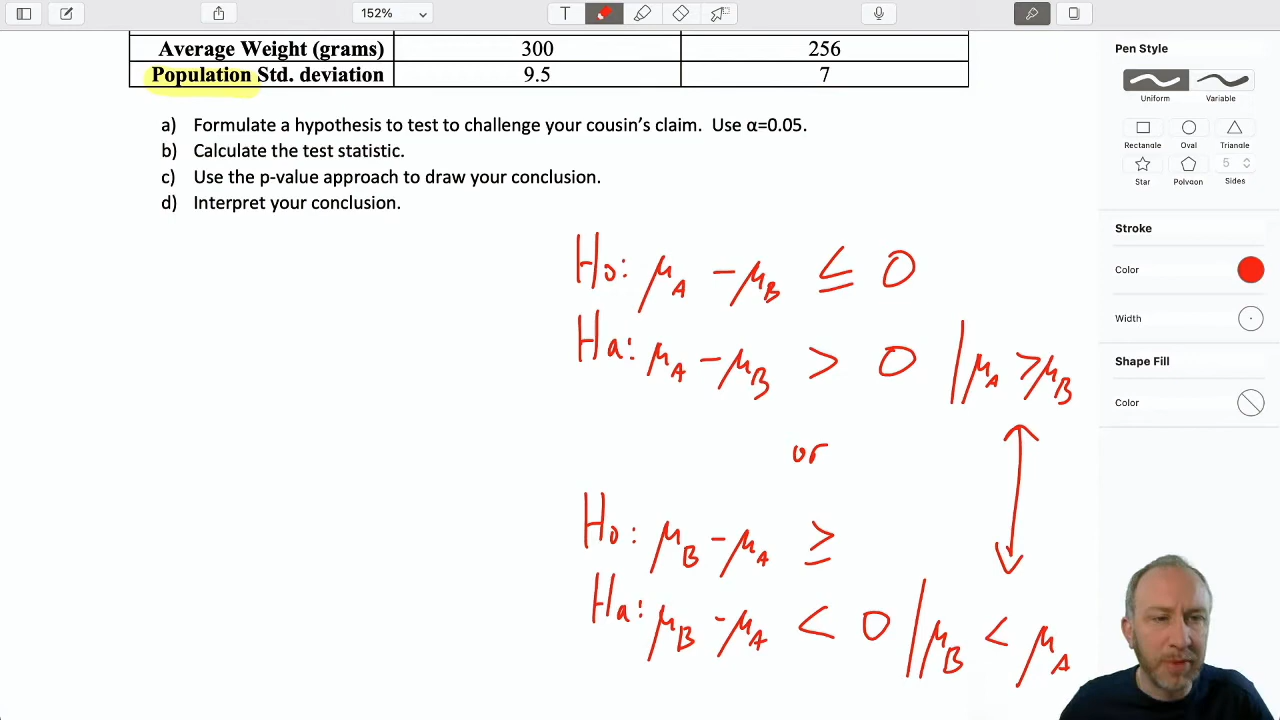 152%
T
Average Weight (grams) 300 256
Population Std. deviation 9.5 7
a) Formulate a hypothesis to test to challenge your cousin's claim. Use α=0.05.
b) Calculate the test statistic.
c) Use the p-value approach to draw your conclusion.
d) Interpret your conclusion.
Ho: μA - μB ≤ 0
Ha: μA - μB > 0 | μA > μB
or
Ho: μB - μA ≥
Ha: μB - μA < 0 | μB < μA
Pen Style
Uniform Variable
Rectangle Oval Triangle
5
Star Polygon Sides
Stroke
Color
Width
Shape Fill
Color